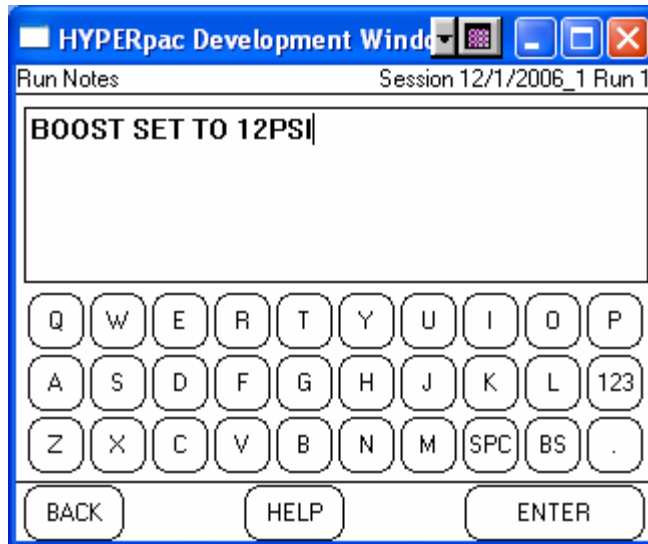 HYPERpac Development Windo
Run Notes Session 12/1/2006_1 Run 1
BOOST SET TO 12PSI
Q W E R T Y U I O P
A S D F G H J K L 123
Z X C V B N M SPC BS .
BACK HELP ENTER